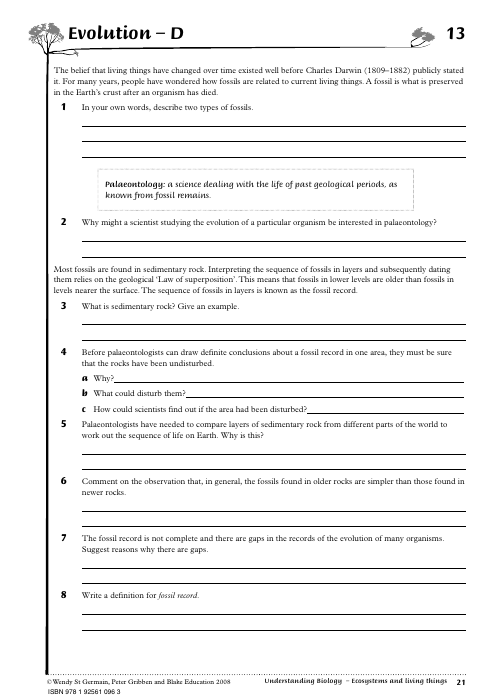 Evolution – D
13
The belief that living things have changed over time existed well before Charles Darwin (1809–1882) publicly stated
it. For many years, people have wondered how fossils are related to current living things. A fossil is what is preserved
in the Earth's crust after an organism has died.
1 In your own words, describe two types of fossils.
Palaeontology: a science dealing with the life of past geological periods, as
known from fossil remains.
2 Why might a scientist studying the evolution of a particular organism be interested in palaeontology?
Most fossils are found in sedimentary rock. Interpreting the sequence of fossils in layers and subsequently dating
them relies on the geological 'Law of superposition'. This means that fossils in lower levels are older than fossils in
levels nearer the surface. The sequence of fossils in layers is known as the fossil record.
3 What is sedimentary rock? Give an example.
4 Before palaeontologists can draw definite conclusions about a fossil record in one area, they must be sure
that the rocks have been undisturbed.
a Why?
b What could disturb them?
c How could scientists find out if the area had been disturbed?
5 Palaeontologists have needed to compare layers of sedimentary rock from different parts of the world to
work out the sequence of life on Earth. Why is this?
6 Comment on the observation that, in general, the fossils found in older rocks are simpler than those found in
newer rocks.
7 The fossil record is not complete and there are gaps in the records of the evolution of many organisms.
Suggest reasons why there are gaps.
8 Write a definition for fossil record.
© Wendy St Germain, Peter Gribben and Blake Education 2008
Understanding Biology – Ecosystems and living things 21
ISBN 978 1 92561 096 3